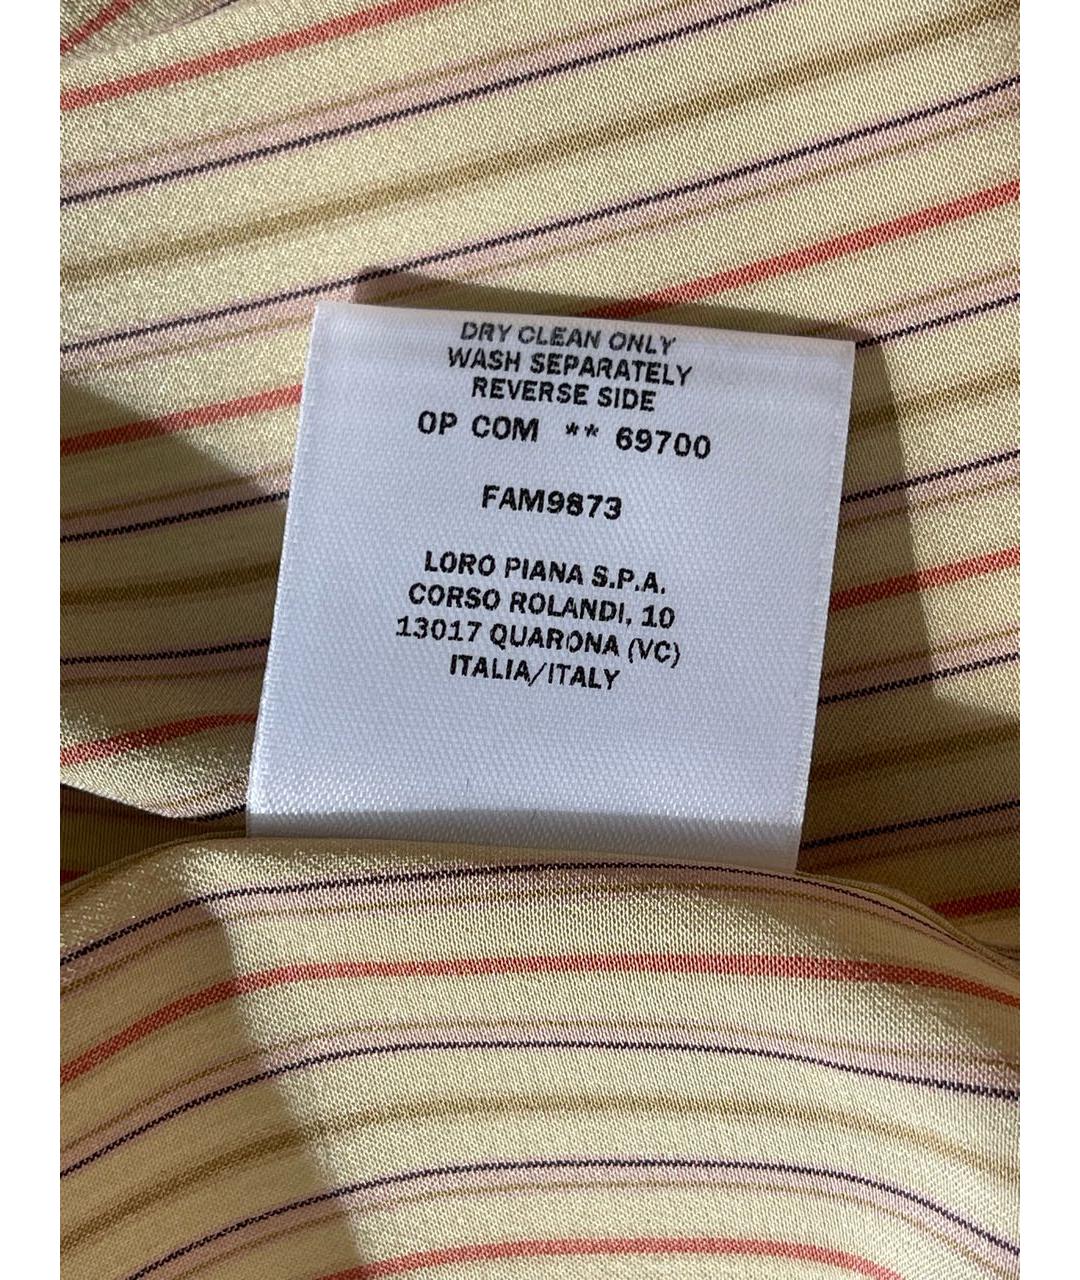 DRY CLEAN ONLY
WASH SEPARATELY
REVERSE SIDE
OP COM ** 69700
FAM9873
LORO PIANA S.P.A.
CORSO ROLANDI, 10
13017 QUARONA (VC)
ITALIA/ITALY